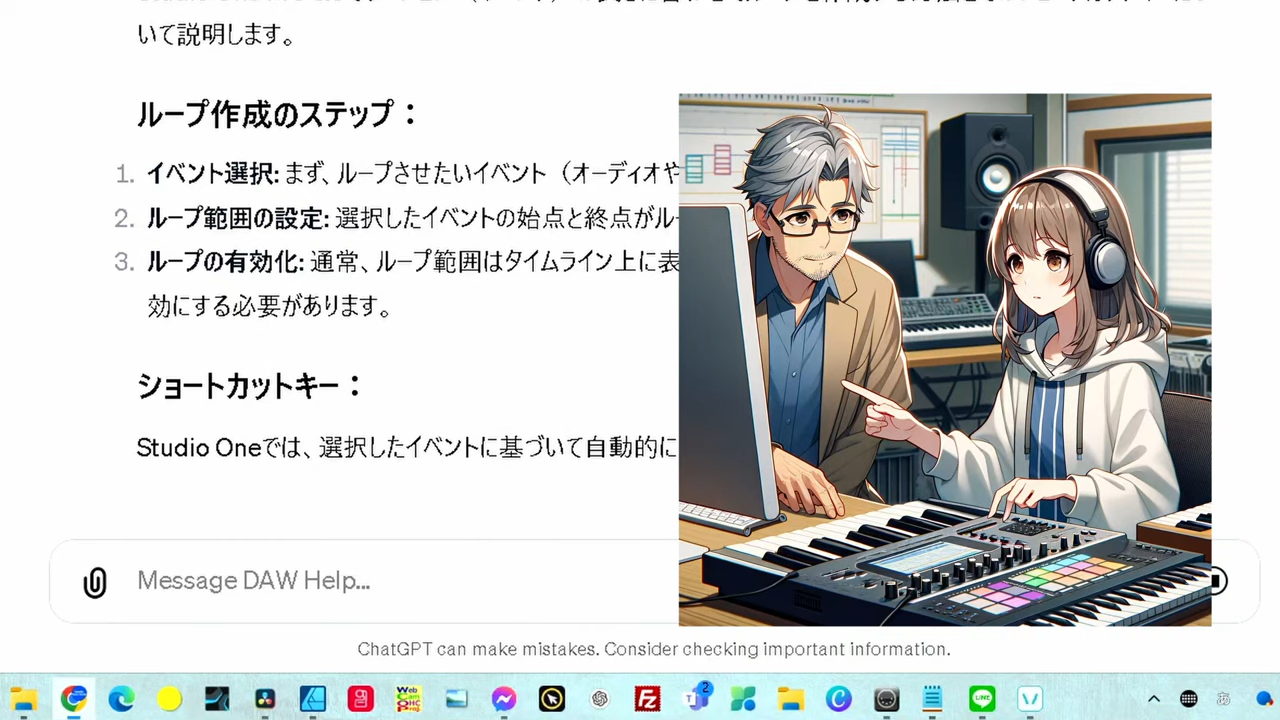 いて説明します。
ループ作成のステップ：
1. イベント選択: まず、ループさせたいイベント（オーディオや
2. ループ範囲の設定: 選択したイベントの始点と終点がル
3. ループの有効化: 通常、ループ範囲はタイムライン上に表
効にする必要があります。
ショートカットキー：
Studio Oneでは、選択したイベントに基づいて自動的に
Message DAW Help...
ChatGPT can make mistakes. Consider checking important information.
Web
Cam
Fz
2
LINE
あ